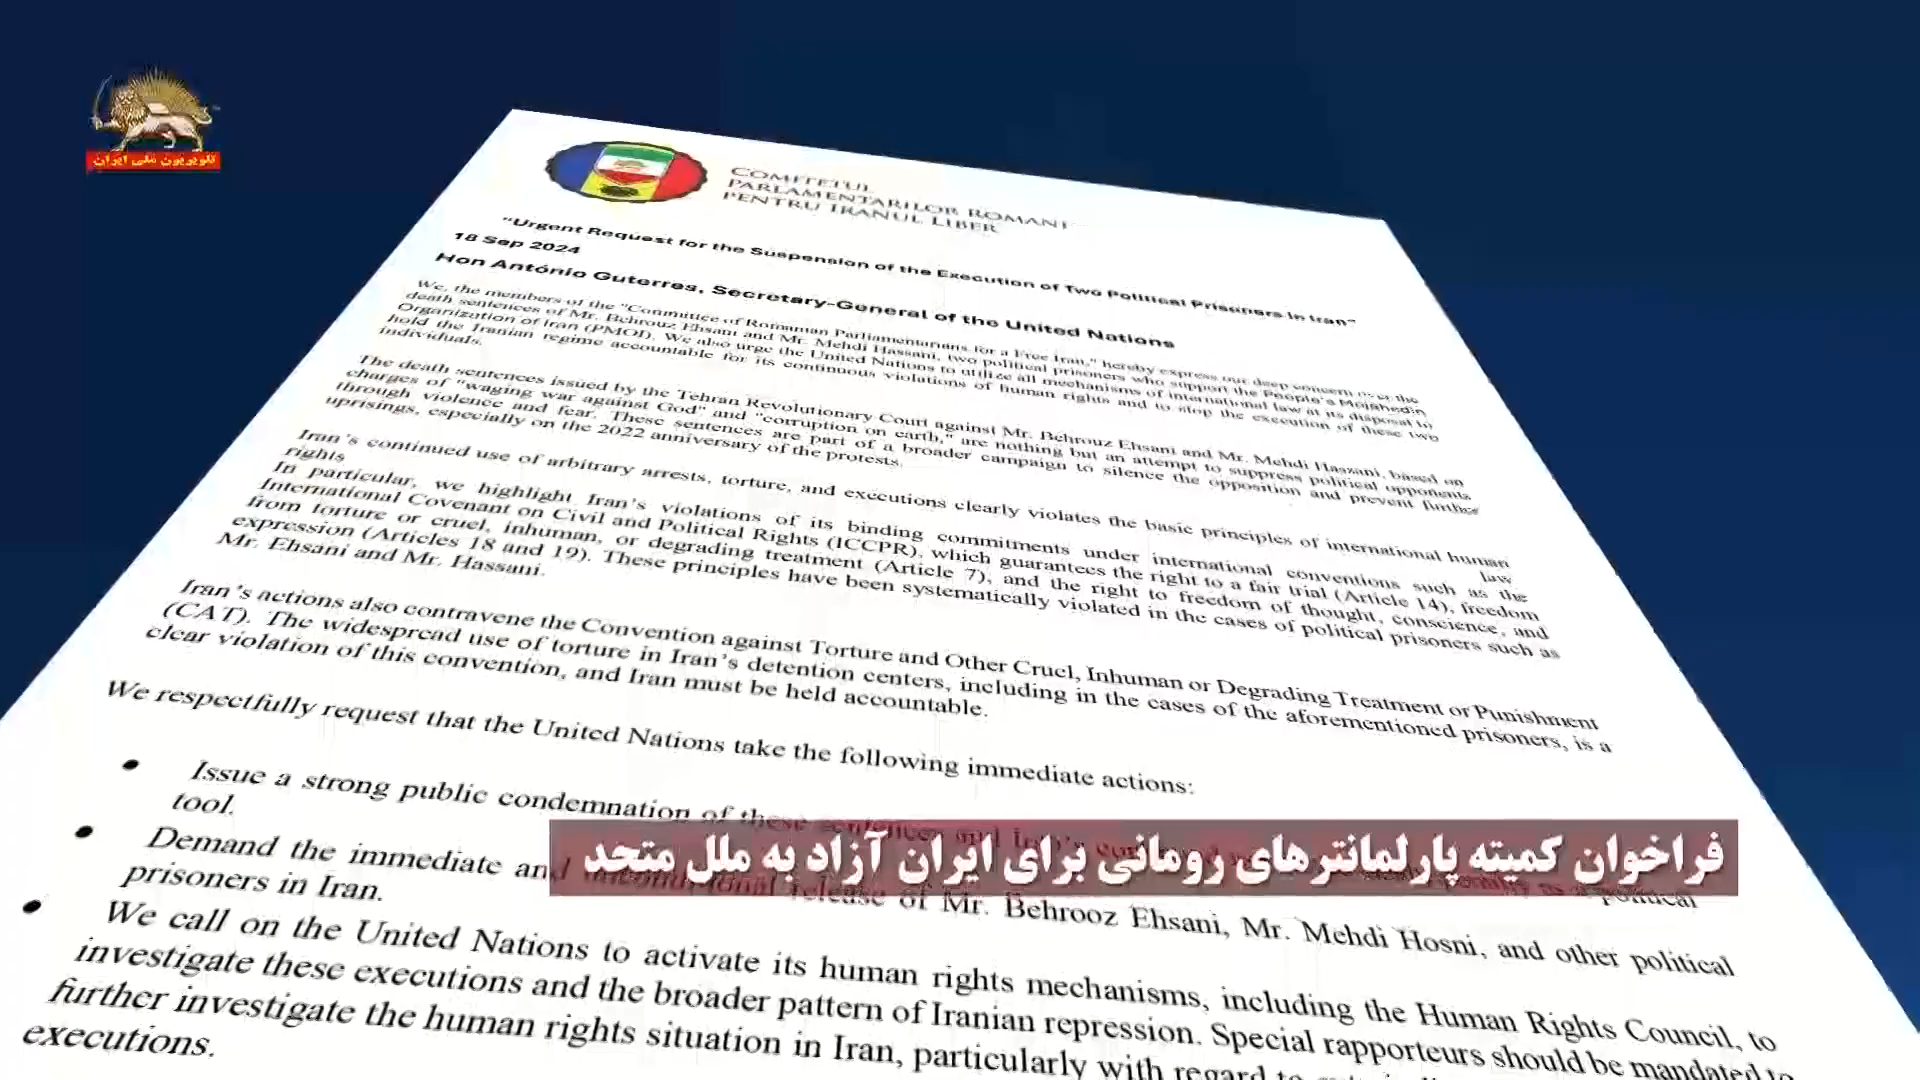 تلویزیون ملی ایران
COMITETUL
PARLAMENTARILOR ROMANI
PENTRU IRANUL LIBER
"Urgent Request for the Suspension of the Execution of Two Political Prisoners in Iran"
18 Sep 2024
Hon António Guterres, Secretary-General of the United Nations
We, the members of the "Committee of Romanian Parliamentarians for a Free Iran," hereby express our deep concern over the
death sentences of Mr. Behrouz Ehsani and Mr. Mehdi Hassani, two political prisoners who support the People's Mojahedin
Organization of Iran (PMOI). We also urge the United Nations to utilize all mechanisms of international law at its disposal to
hold the Iranian regime accountable for its continuous violations of human rights and to stop the execution of these two
individuals.
The death sentences issued by the Tehran Revolutionary Court against Mr. Behrouz Ehsani and Mr. Mehdi Hassani, based on
charges of "waging war against God" and "corruption on earth," are nothing but an attempt to suppress political opponents
through violence and fear. These sentences are part of a broader campaign to silence the opposition and prevent further
uprisings, especially on the 2022 anniversary of the protests.
Iran's continued use of arbitrary arrests, torture, and executions clearly violates the basic principles of international human
rights law
In particular, we highlight Iran's violations of its binding commitments under international conventions such as the
International Covenant on Civil and Political Rights (ICCPR), which guarantees the right to a fair trial (Article 14), freedom
from torture or cruel, inhuman, or degrading treatment (Article 7), and the right to freedom of thought, conscience, and
expression (Articles 18 and 19). These principles have been systematically violated in the cases of political prisoners such as
Mr. Ehsani and Mr. Hassani.
Iran's actions also contravene the Convention against Torture and Other Cruel, Inhuman or Degrading Treatment or Punishment
(CAT). The widespread use of torture in Iran's detention centers, including in the cases of the aforementioned prisoners, is a
clear violation of this convention, and Iran must be held accountable.
We respectfully request that the United Nations take the following immediate actions:
• Issue a strong public condemnation of these sentences and Iran's political
tool.
• Demand the immediate and unconditional release of Mr. Behrooz Ehsani, Mr. Mehdi Hosni, and other political
prisoners in Iran.
• We call on the United Nations to activate its human rights mechanisms, including the Human Rights Council, to
investigate these executions and the broader pattern of Iranian repression. Special rapporteurs should be mandated to
further investigate the human rights situation in Iran, particularly with regard to
executions.
فراخوان کمیته پارلمانترهای رومانی برای ایران آزاد به ملل متحد